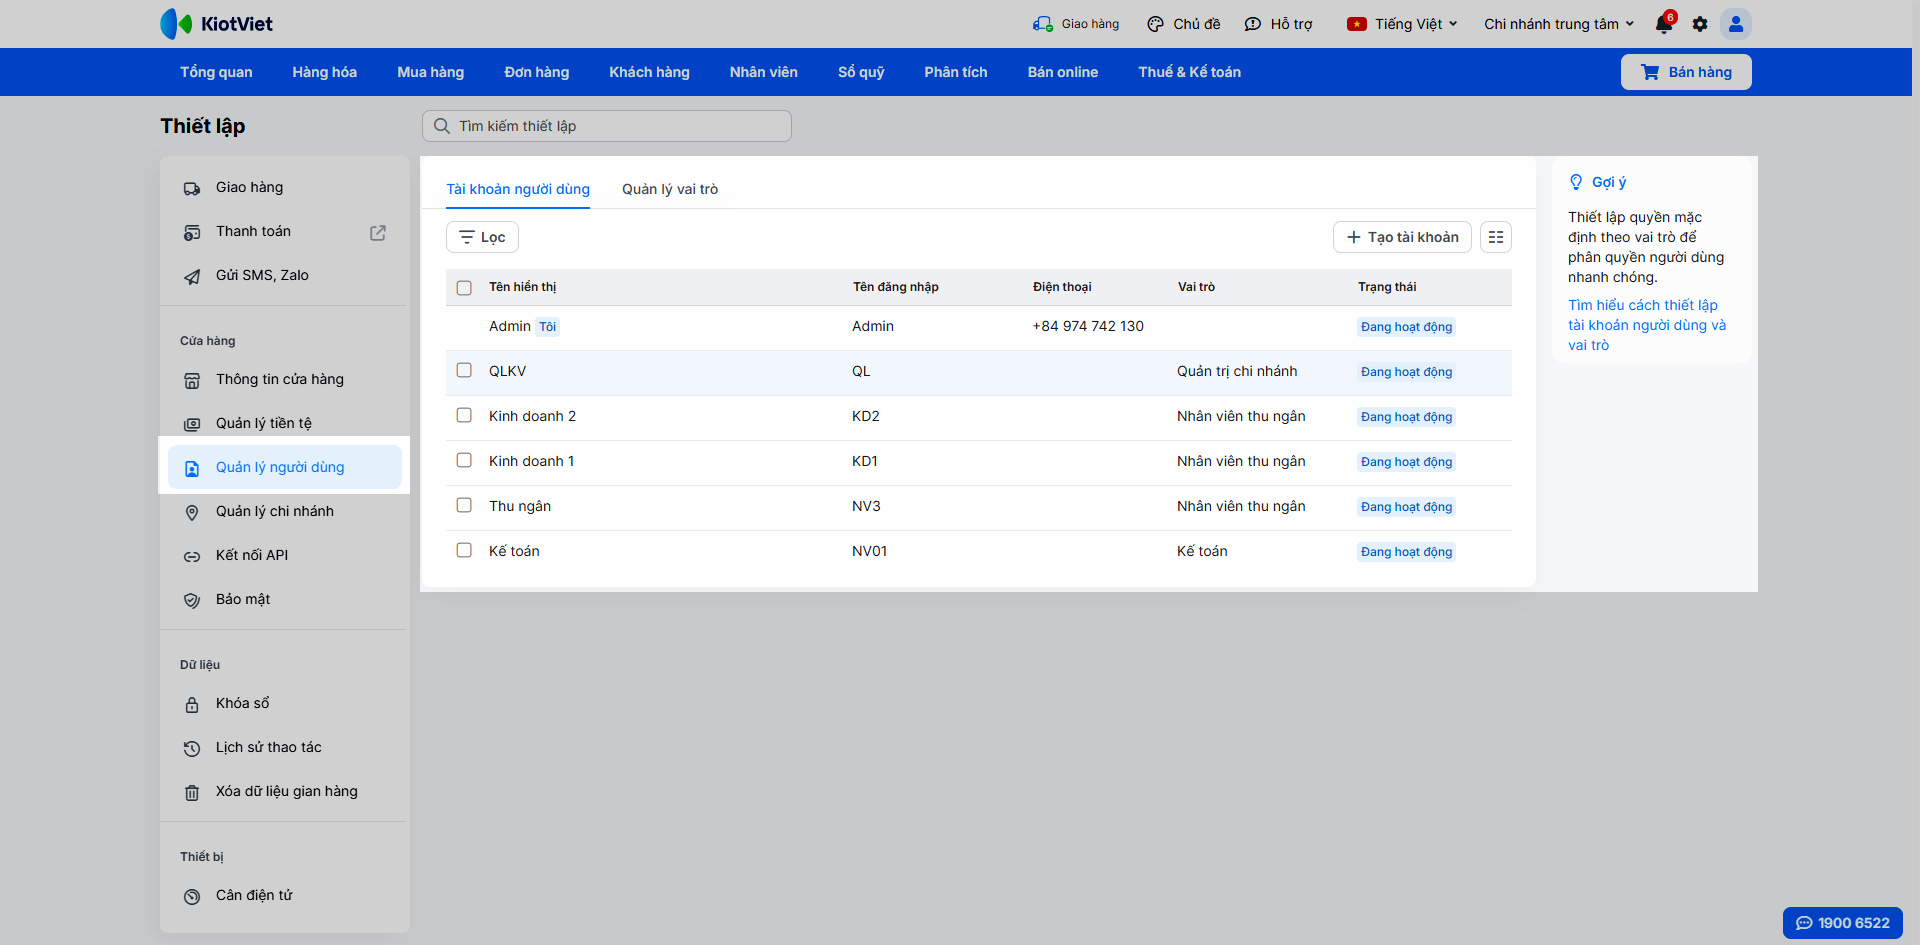 KiotViet
Giao hàng
Chủ đề
Hỗ trợ
Tiếng Việt
Chi nhánh trung tâm
6
Tổng quan
Hàng hóa
Mua hàng
Đơn hàng
Khách hàng
Nhân viên
Sổ quỹ
Phân tích
Bán online
Thuế & Kế toán
Bán hàng
Thiết lập
Tìm kiếm thiết lập
Giao hàng
Thanh toán
Gửi SMS, Zalo
Cửa hàng
Thông tin cửa hàng
Quản lý tiền tệ
Quản lý người dùng
Quản lý chi nhánh
Kết nối API
Bảo mật
Dữ liệu
Khóa sổ
Lịch sử thao tác
Xóa dữ liệu gian hàng
Thiết bị
Cân điện tử
Tài khoản người dùng
Quản lý vai trò
Lọc
Tạo tài khoản
Tên hiển thị Tên đăng nhập Điện thoại Vai trò Trạng thái
Admin Tôi Admin +84 974 742 130 Đang hoạt động
QLKV QL Quản trị chi nhánh Đang hoạt động
Kinh doanh 2 KD2 Nhân viên thu ngân Đang hoạt động
Kinh doanh 1 KD1 Nhân viên thu ngân Đang hoạt động
Thu ngân NV3 Nhân viên thu ngân Đang hoạt động
Kế toán NV01 Kế toán Đang hoạt động
Gợi ý
Thiết lập quyền mặc
định theo vai trò để
phân quyền người dùng
nhanh chóng.
Tìm hiểu cách thiết lập
tài khoản người dùng và
vai trò
1900 6522